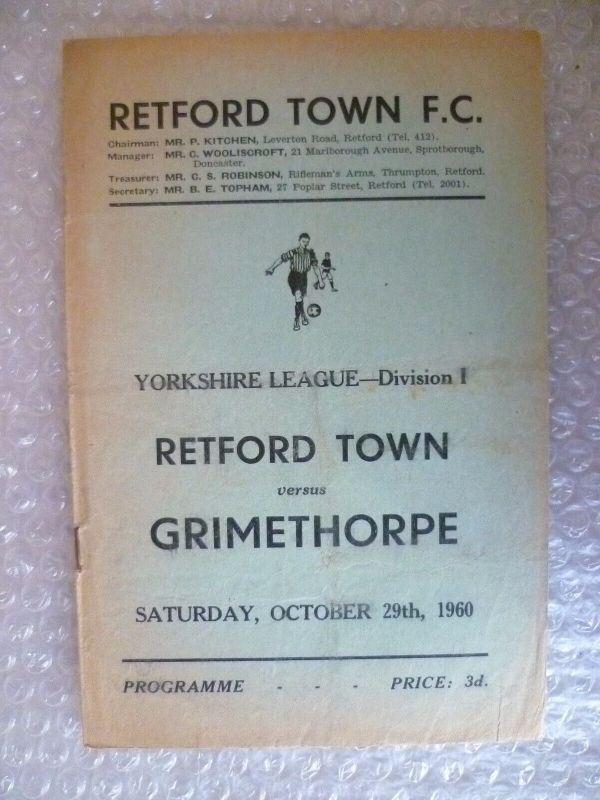 RETFORD TOWN F.C.
Chairman: MR. P. KITCHEN, Leverton Road, Retford (Tel. 412).
Manager: MR. C. WOOLISCROFT, 21 Marlborough Avenue, Sprotborough,
Doncaster.
Treasurer: MR. C. S. ROBINSON, Rifleman's Arms, Thrumpton, Retford.
Secretary: MR. B. E. TOPHAM, 27 Poplar Street, Retford (Tel. 2001).
YORKSHIRE LEAGUE—Division I
RETFORD TOWN
versus
GRIMETHORPE
SATURDAY, OCTOBER 29th, 1960
PROGRAMME - - - PRICE: 3d.